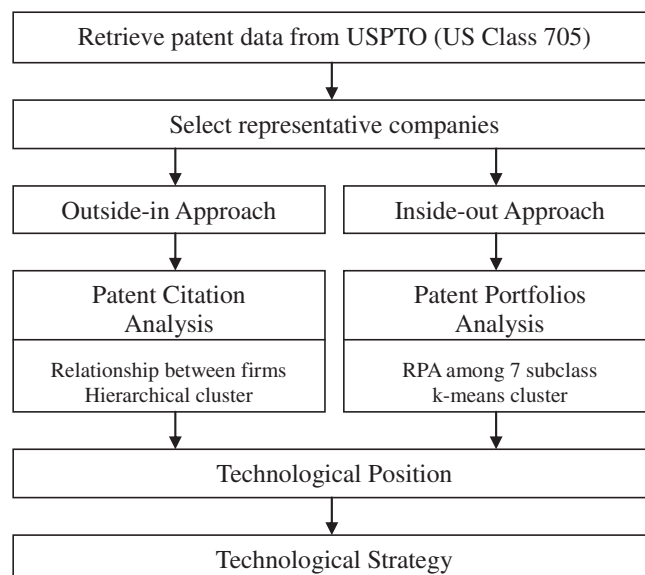 Retrieve patent data from USPTO (US Class 705)
Select representative companies
Outside-in Approach
Inside-out Approach
Patent Citation
Analysis
Relationship between firms
Hierarchical cluster
Patent Portfolios
Analysis
RPA among 7 subclass
k-means cluster
Technological Position
Technological Strategy